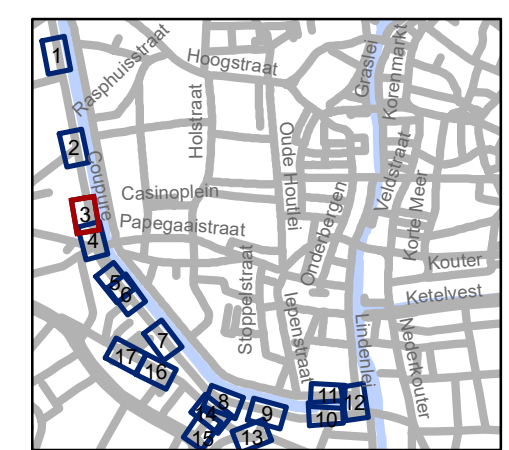 1
Rasphuisstraat
Hoogstraat
Graslei
Korenmarkt
2
Coupure
Holstraat
Oude Houtlei
Veldstraat
3
Casinoplein
Onderbergen
Korte Meer
4
Papegaaistraat
Kouter
5
6
Stoppelstraat
Iepenstraat
Ketelvest
7
Lindenlei
Nederkouter
17
16
8
11
12
14
9
10
15
13